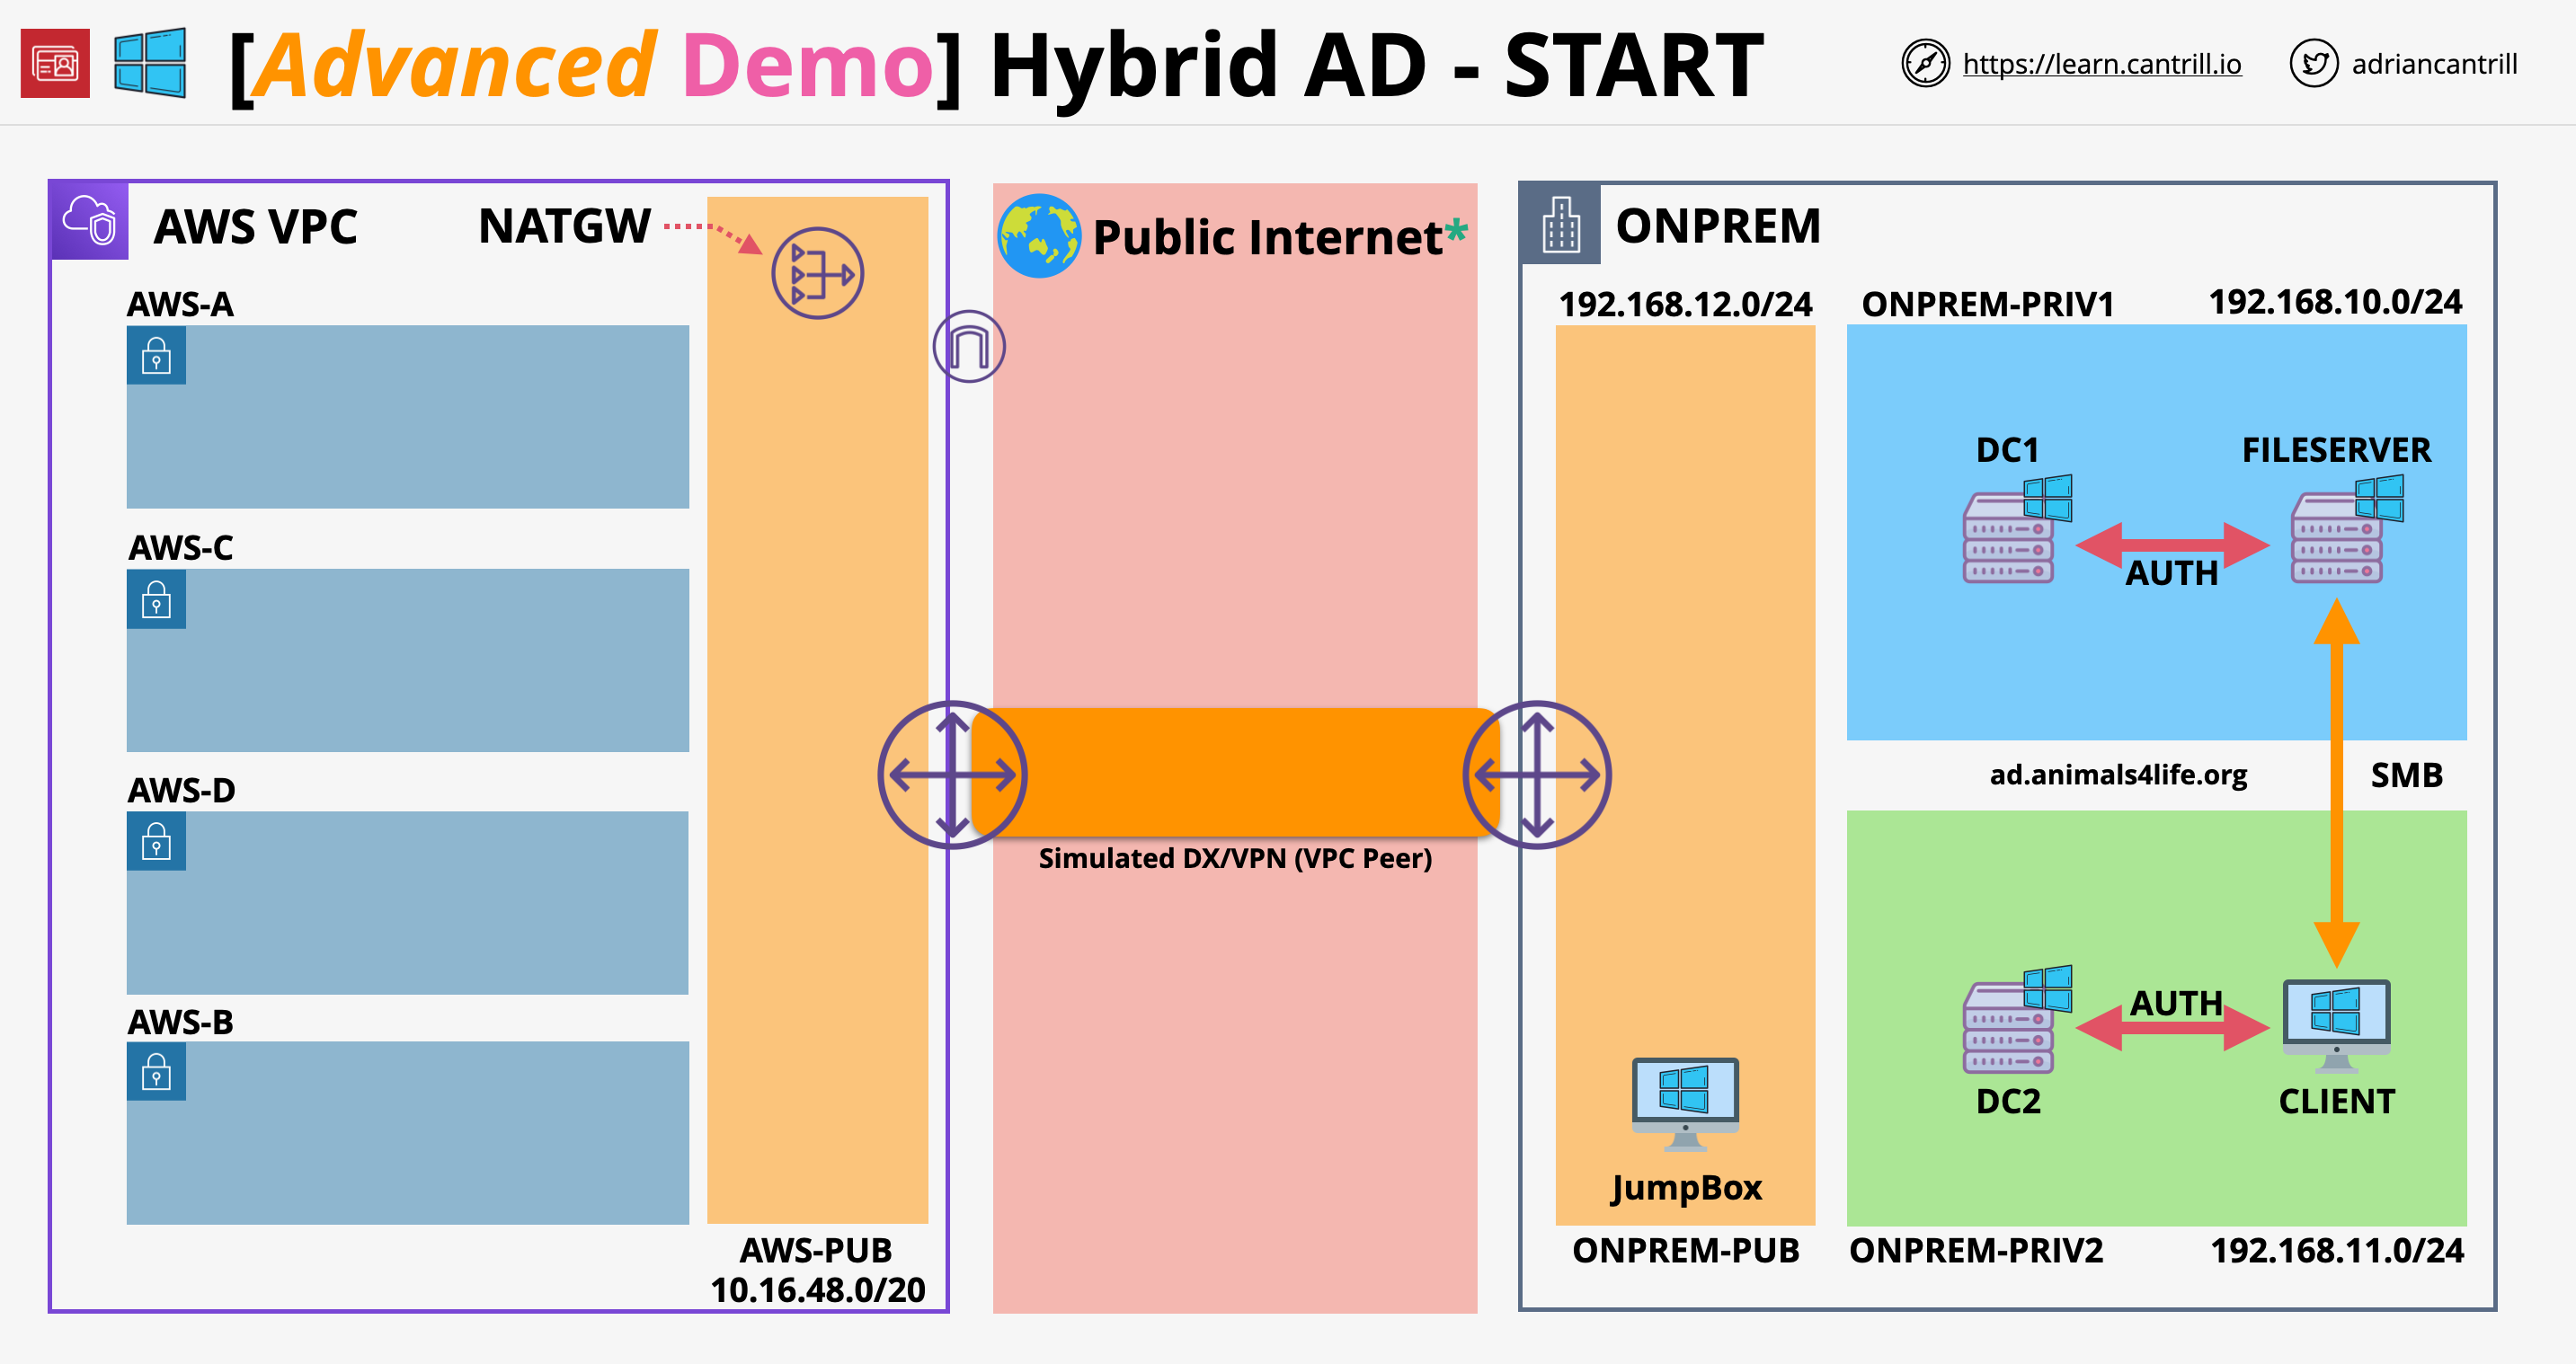 [Advanced Demo] Hybrid AD - START
https://learn.cantrill.io
adriancantrill
AWS VPC
NATGW
AWS-A
AWS-C
AWS-D
AWS-B
AWS-PUB
10.16.48.0/20
Public Internet*
Simulated DX/VPN (VPC Peer)
ONPREM
192.168.12.0/24
ONPREM-PRIV1
192.168.10.0/24
DC1
FILESERVER
AUTH
ad.animals4life.org
SMB
AUTH
DC2
CLIENT
JumpBox
ONPREM-PUB
ONPREM-PRIV2
192.168.11.0/24